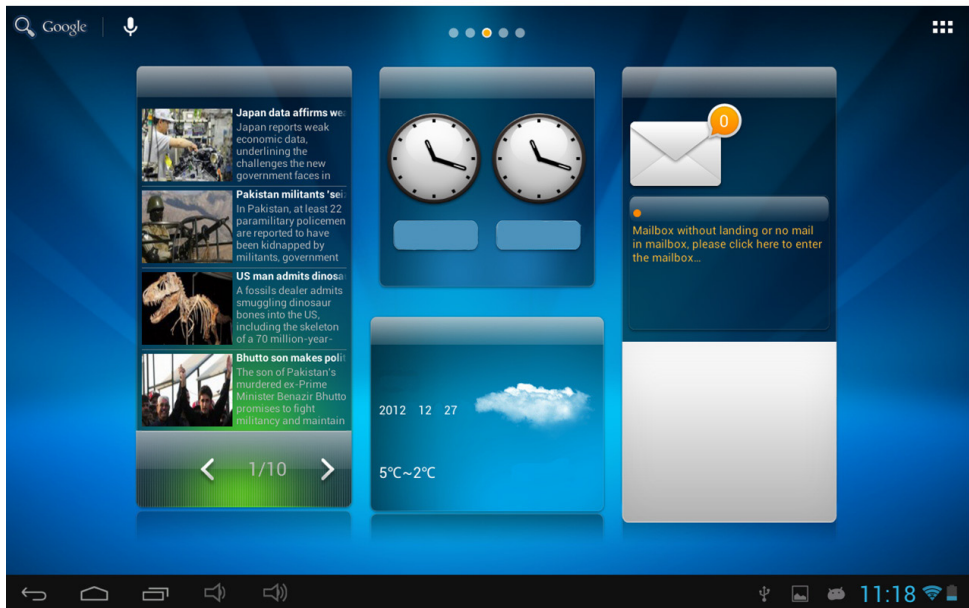 Google
Japan data affirms wea
Japan reports weak
economic data,
underlining the
challenges the new
government faces in
Pakistan militants 'seiz
In Pakistan, at least 22
paramilitary policemen
are reported to have
been kidnapped by
militants, government
US man admits dinosa
A fossils dealer admits
smuggling dinosaur
bones into the US,
including the skeleton
of a 70 million-year-
Bhutto son makes polit
The son of Pakistan's
murdered ex-Prime
Minister Benazir Bhutto
promises to fight
militancy and maintain
1/10
2012 12 27
5℃~2℃
0
Mailbox without landing or no mail
in mailbox, please click here to enter
the mailbox...
11:18